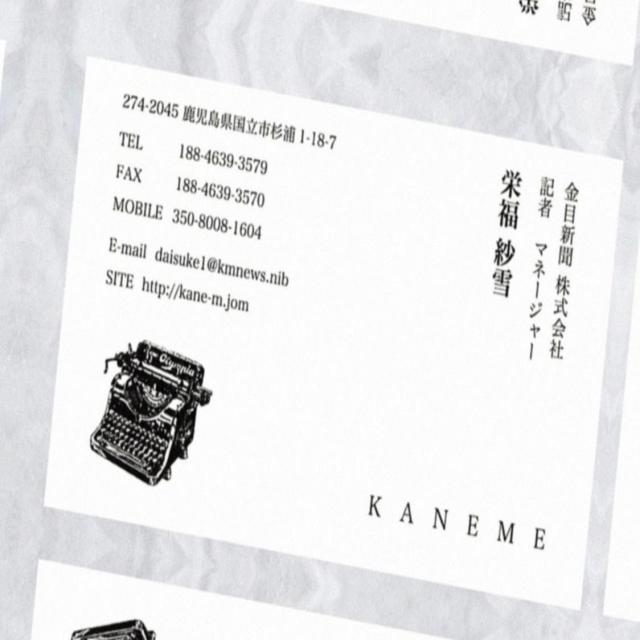 金目新聞 株式会社
記者 マネージャー
栄福 紗雪
274-2045 鹿児島県国立市杉浦 1-18-7
TEL 188-4639-3579
FAX 188-4639-3570
MOBILE 350-8008-1604
E-mail daisuke1@kmnews.nib
SITE http://kane-m.jom
Olympia
KANEME